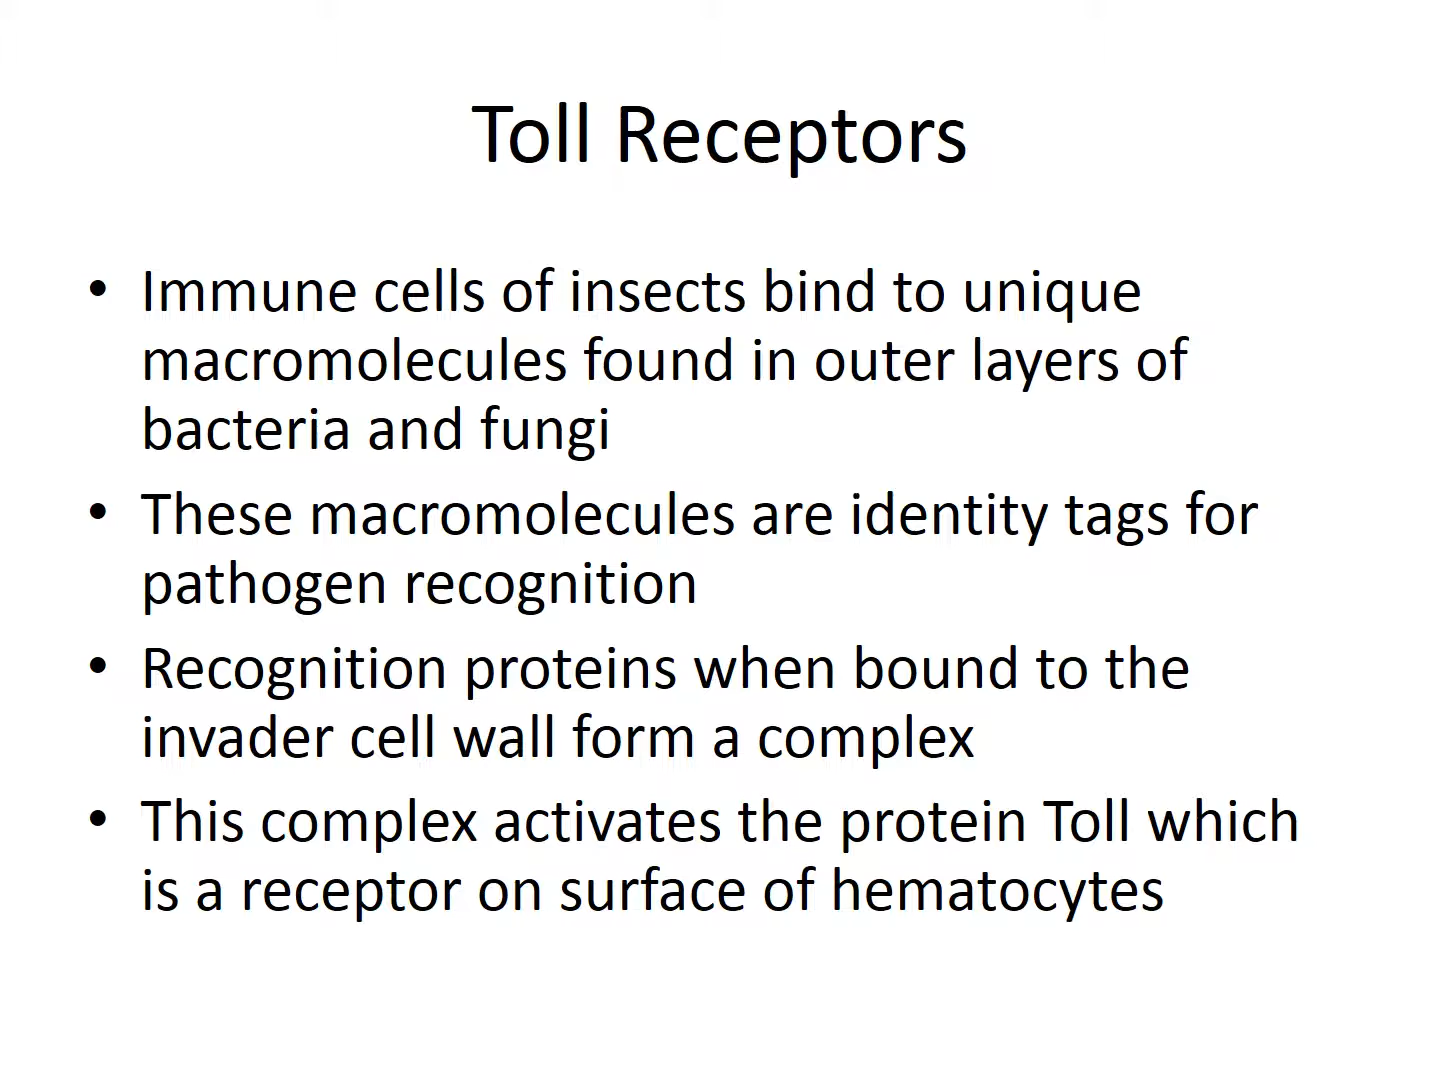 Toll Receptors
• Immune cells of insects bind to unique
macromolecules found in outer layers of
bacteria and fungi
• These macromolecules are identity tags for
pathogen recognition
• Recognition proteins when bound to the
invader cell wall form a complex
• This complex activates the protein Toll which
is a receptor on surface of hematocytes